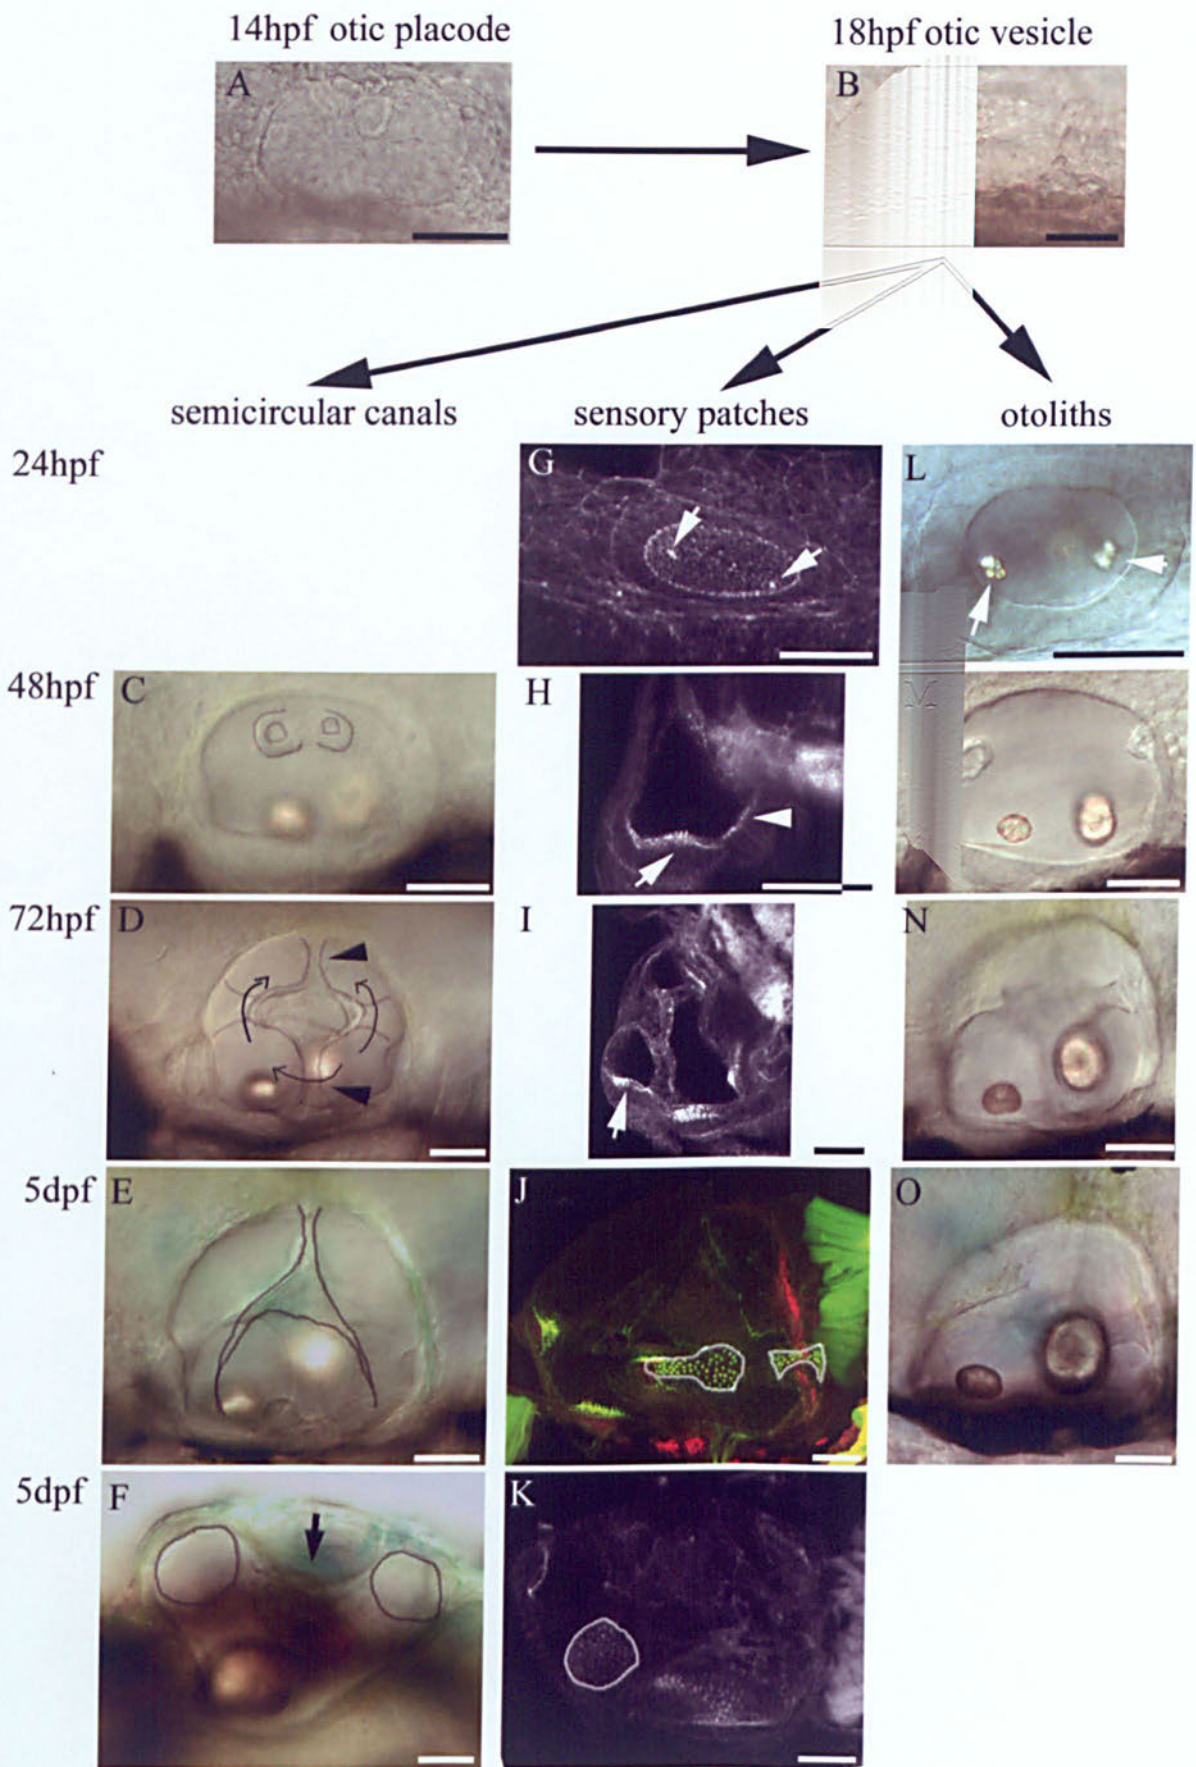 14hpf otic placode
18hpf otic vesicle
A
B
semicircular canals
sensory patches
otoliths
24hpf
G
L
48hpf
C
H
M
72hpf
D
I
N
5dpf
E
J
O
5dpf
F
K